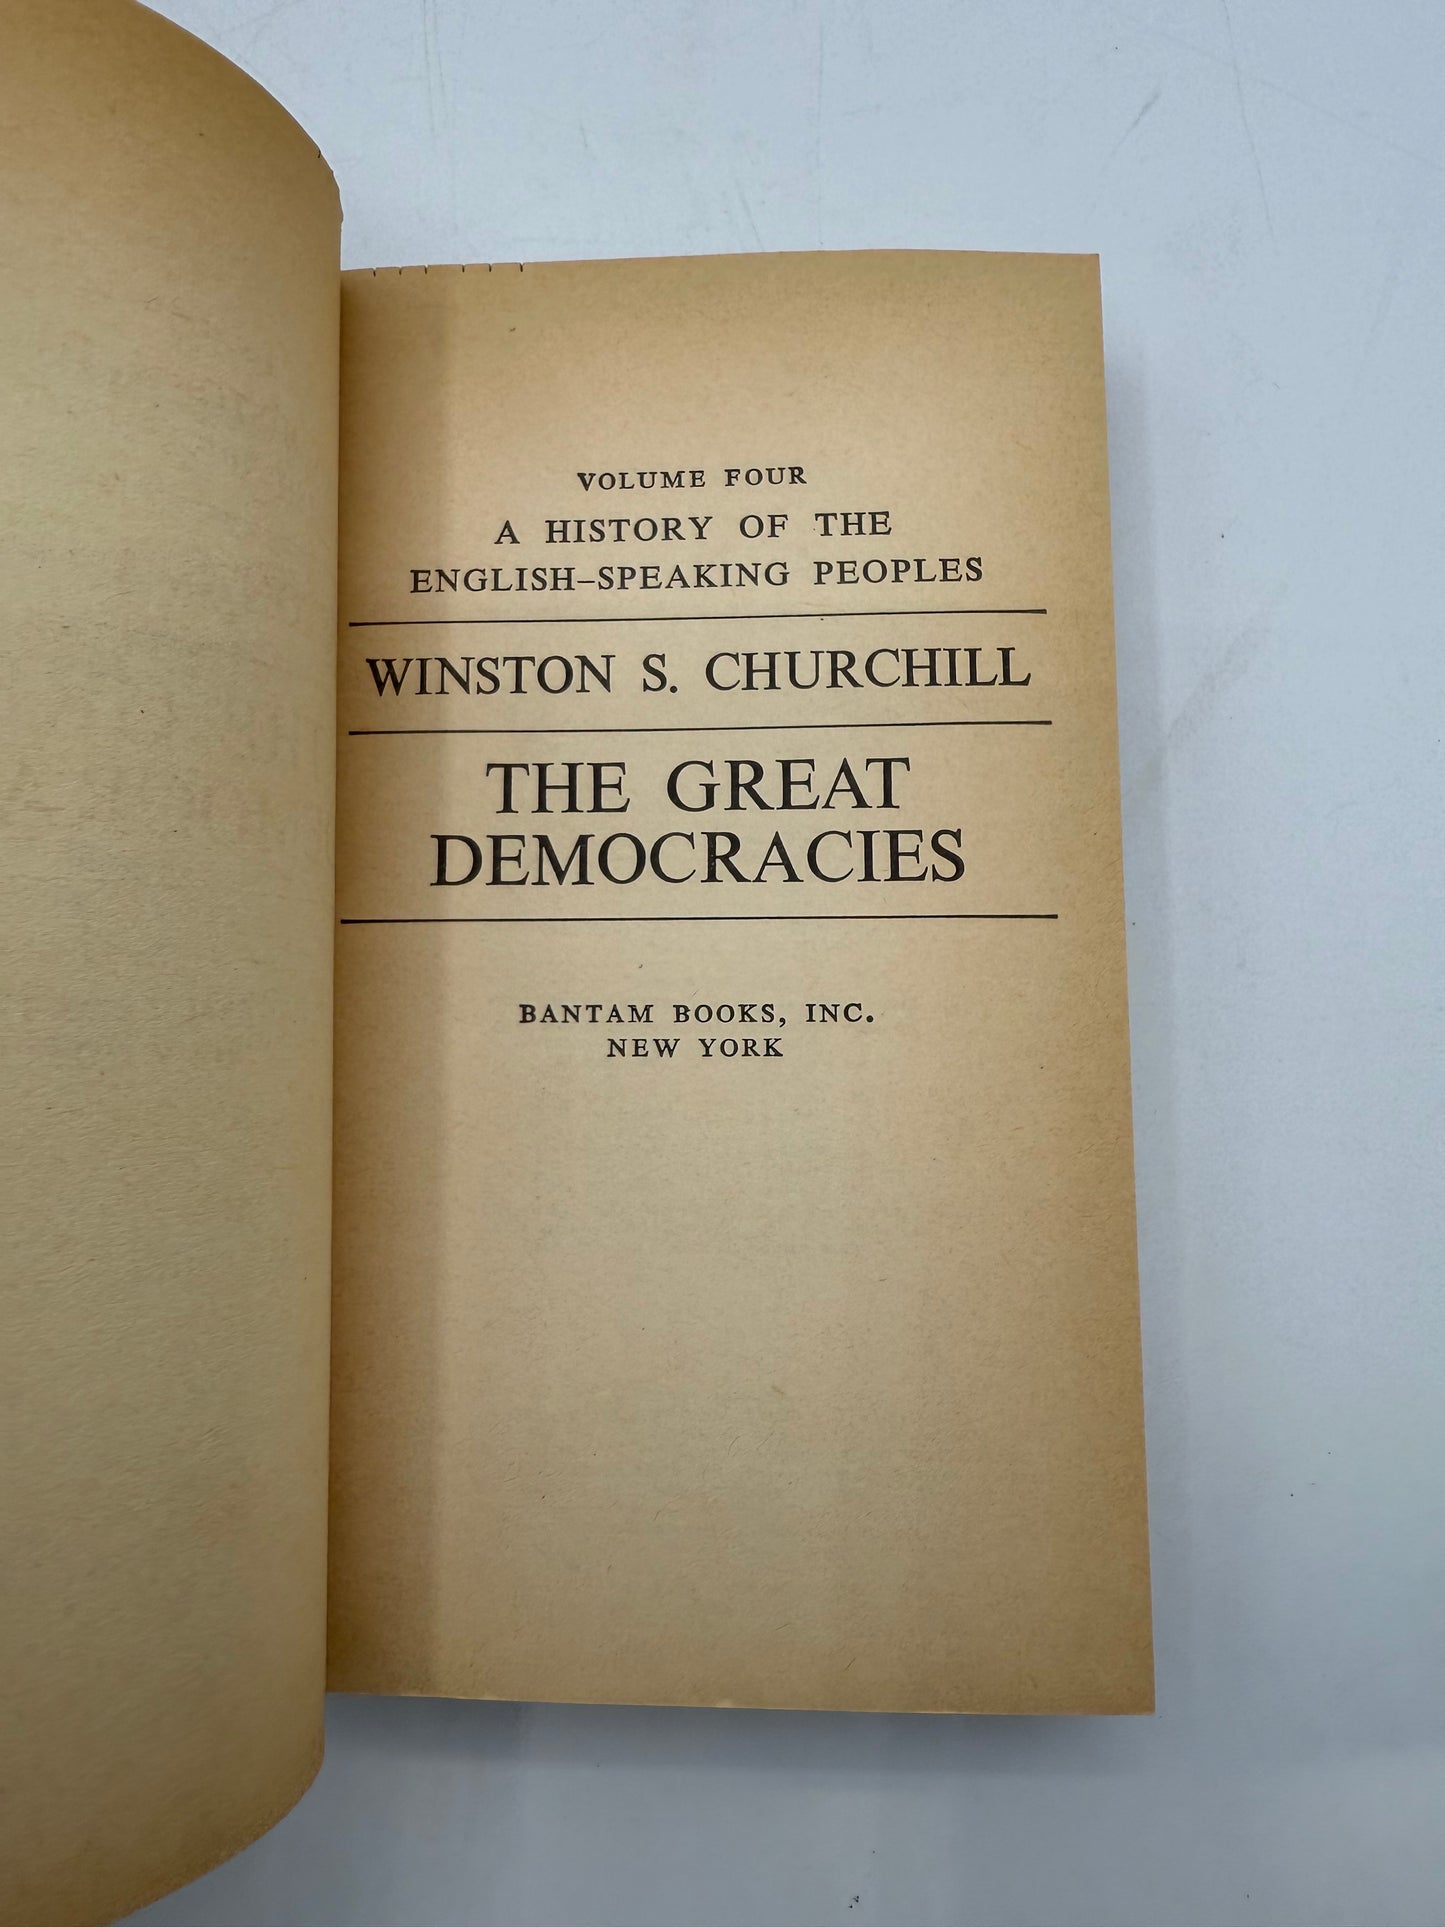 VOLUME FOUR
A HISTORY OF THE
ENGLISH–SPEAKING PEOPLES
WINSTON S. CHURCHILL
THE GREAT
DEMOCRACIES
BANTAM BOOKS, INC.
NEW YORK